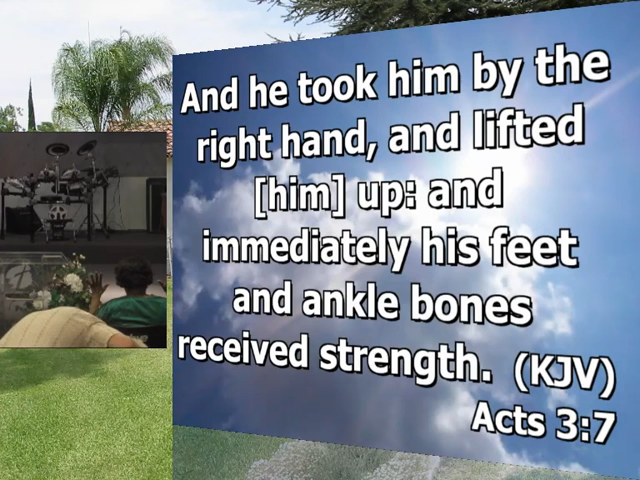 And he took him by the
right hand, and lifted
[him] up: and
immediately his feet
and ankle bones
received strength. (KJV)
Acts 3:7